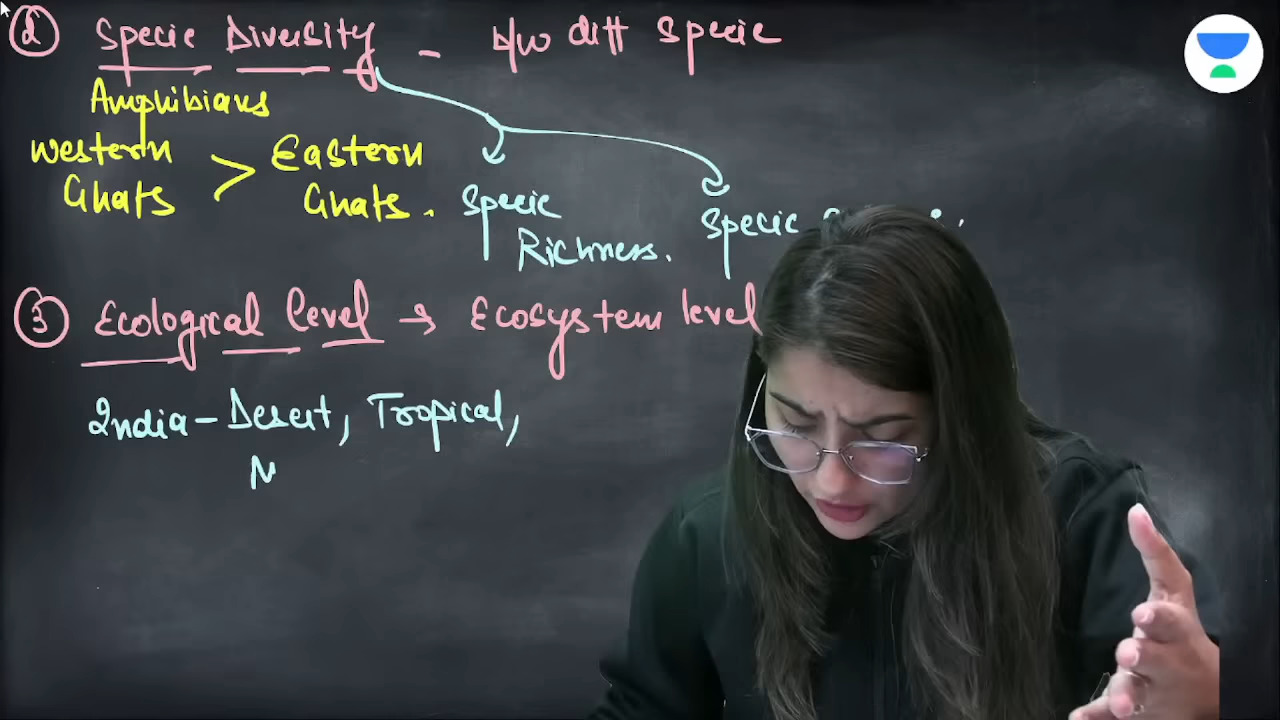 ② Specie Diversity - b/w diff specie
Amphibians
Western Ghats > Eastern Ghats.
Specie Richness.
Specie
③ Ecological level → Ecosystem level
India - Desert, Tropical,
M